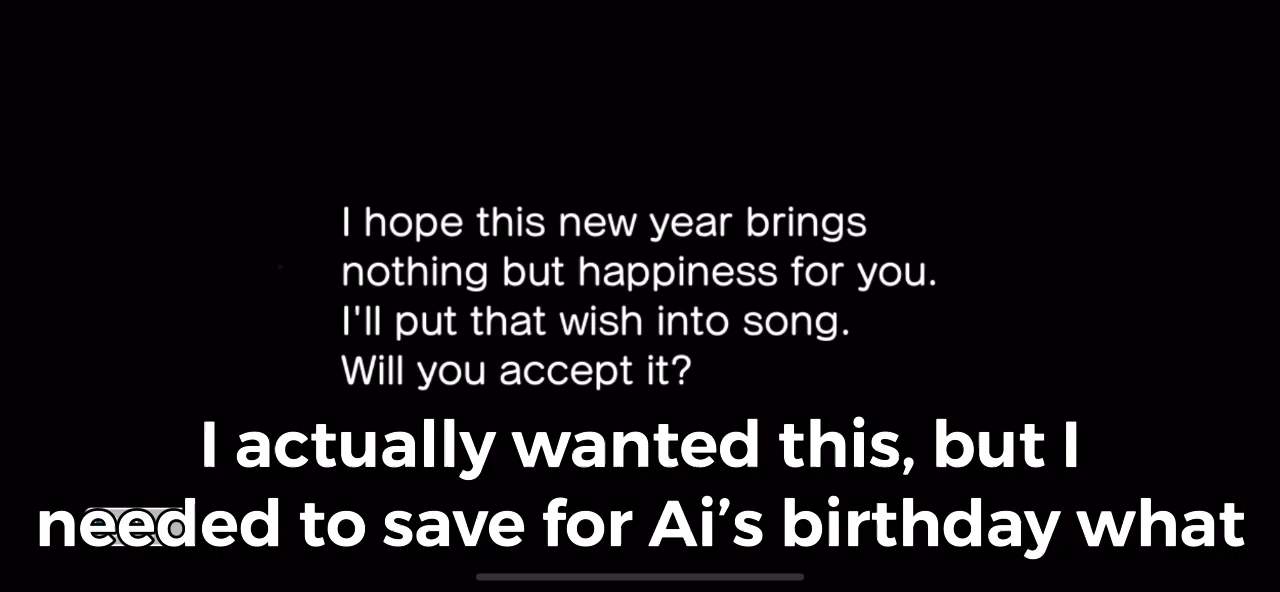 I hope this new year brings
nothing but happiness for you.
I'll put that wish into song.
Will you accept it?
I actually wanted this, but I
needed to save for Ai’s birthday what